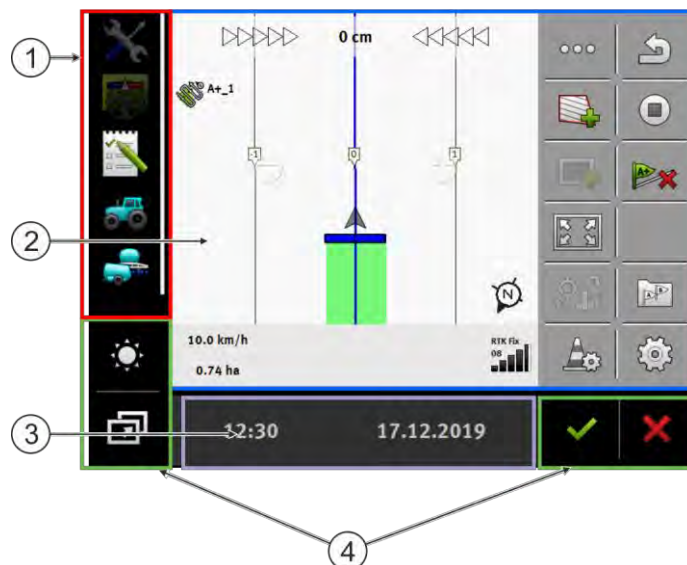 1
0 cm
A+_1
-1
0
1
A+
2
N
A B
10.0 km/h
RTK Fix
08
0.74 ha
3
12:30
17.12.2019
4